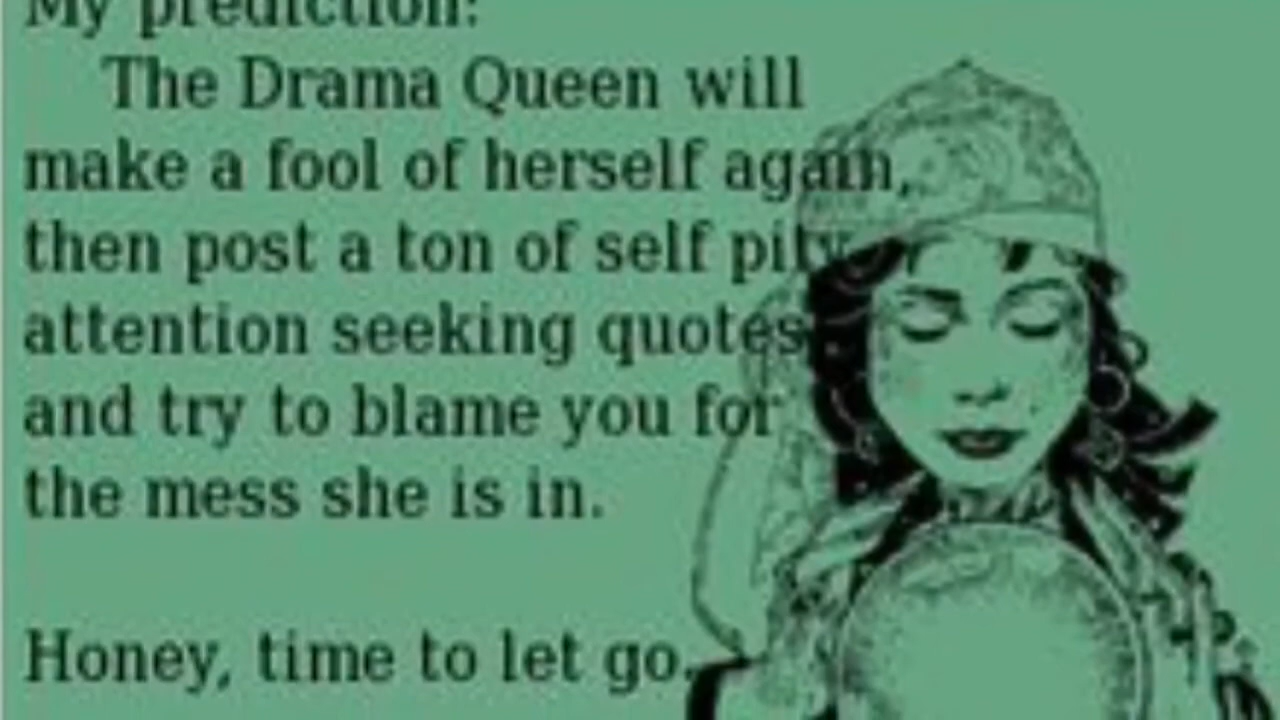 My prediction:
The Drama Queen will
make a fool of herself again,
then post a ton of self pity
attention seeking quotes
and try to blame you for
the mess she is in.
Honey, time to let go.